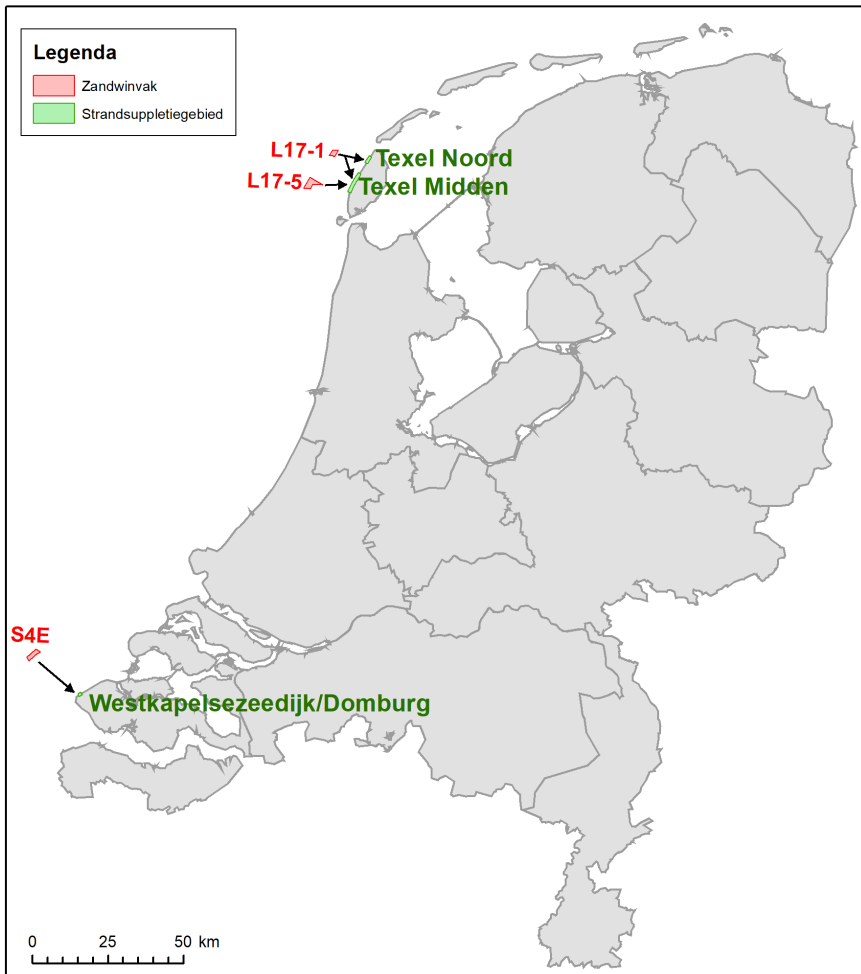 Legenda
Zandwinvak
Strandsuppletiegebied
L17-1
Texel Noord
L17-5
Texel Midden
S4E
Westkapelsezeedijk/Domburg
0 25 50 km